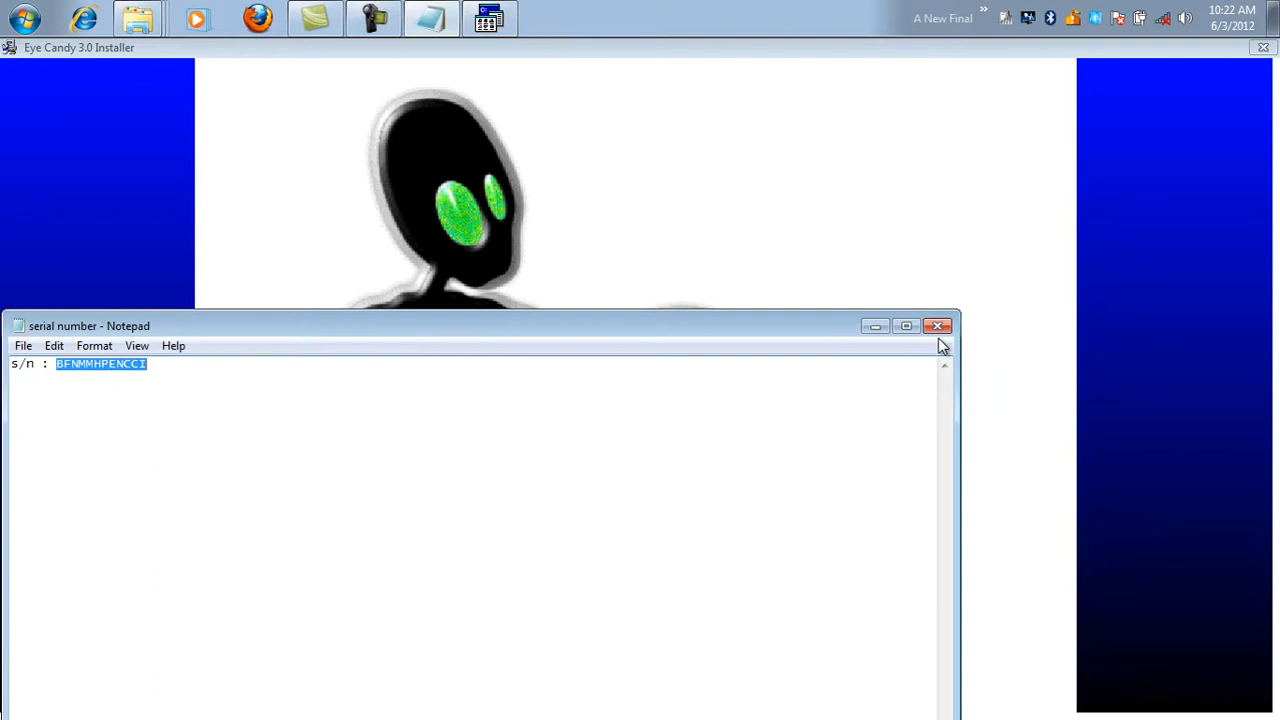 A New Final
»
10:22 AM
6/3/2012
Eye Candy 3.0 Installer
serial number - Notepad
File Edit Format View Help
s/n : BFNMMHPENCCI